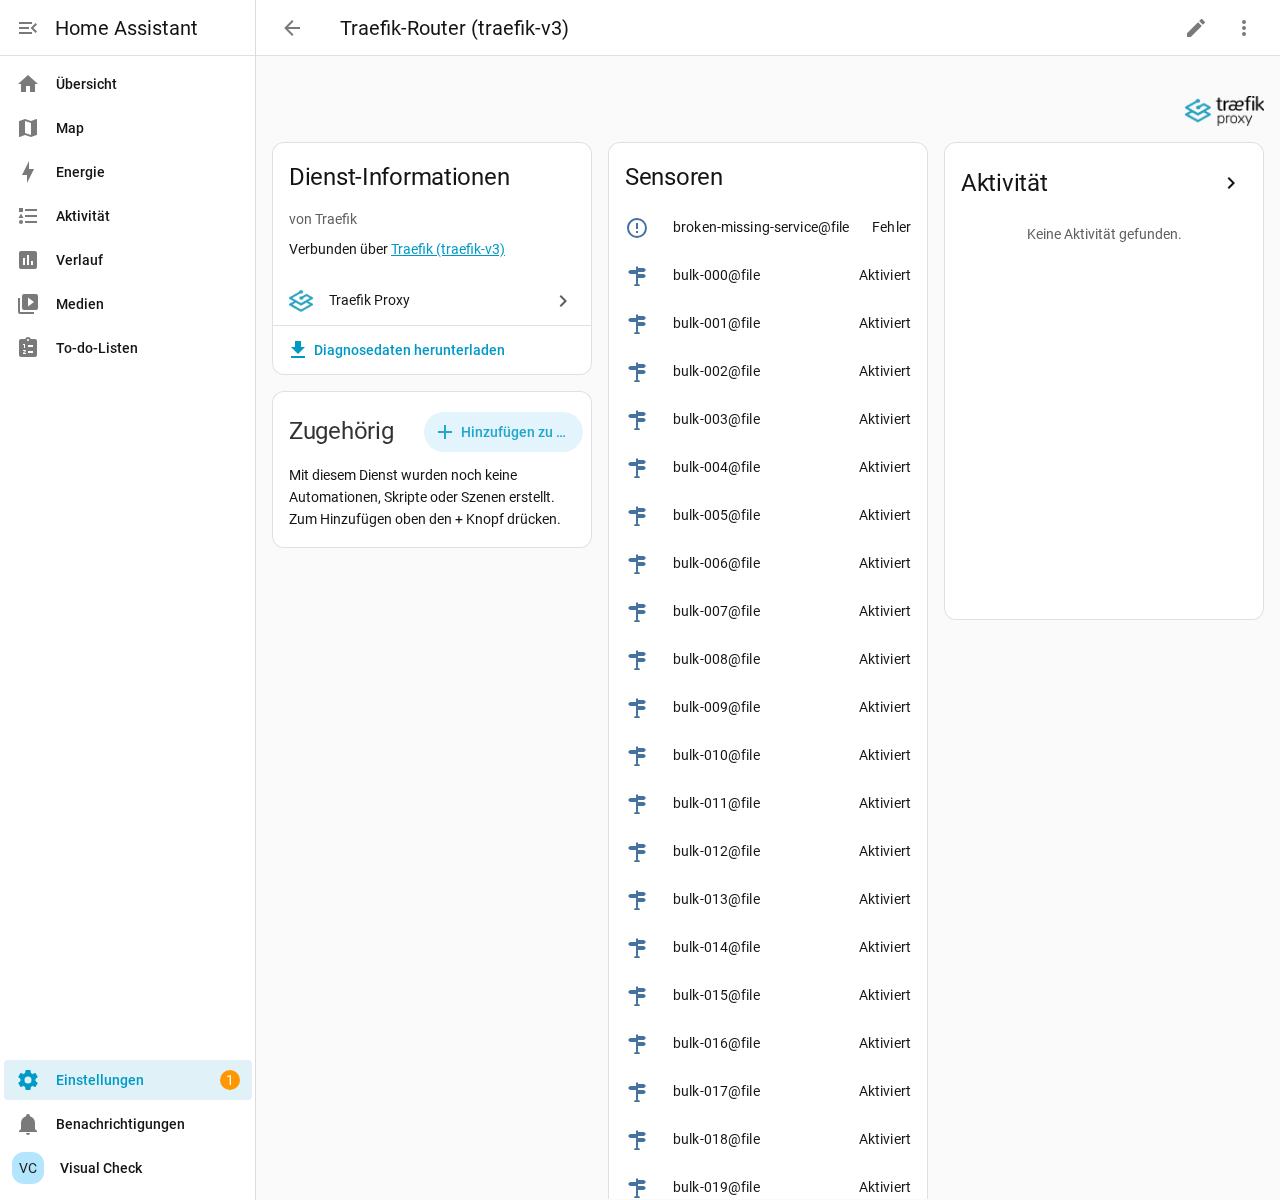 Home Assistant
Traefik-Router (traefik-v3)
Übersicht
Map
Energie
Aktivität
Verlauf
Medien
To-do-Listen
Einstellungen
1
Benachrichtigungen
VC
Visual Check
træfik
proxy
Dienst-Informationen
von Traefik
Verbunden über Traefik (traefik-v3)
Traefik Proxy
Diagnosedaten herunterladen
Zugehörig
Hinzufügen zu ...
Mit diesem Dienst wurden noch keine
Automationen, Skripte oder Szenen erstellt.
Zum Hinzufügen oben den + Knopf drücken.
Sensoren
broken-missing-service@file Fehler
bulk-000@file Aktiviert
bulk-001@file Aktiviert
bulk-002@file Aktiviert
bulk-003@file Aktiviert
bulk-004@file Aktiviert
bulk-005@file Aktiviert
bulk-006@file Aktiviert
bulk-007@file Aktiviert
bulk-008@file Aktiviert
bulk-009@file Aktiviert
bulk-010@file Aktiviert
bulk-011@file Aktiviert
bulk-012@file Aktiviert
bulk-013@file Aktiviert
bulk-014@file Aktiviert
bulk-015@file Aktiviert
bulk-016@file Aktiviert
bulk-017@file Aktiviert
bulk-018@file Aktiviert
bulk-019@file Aktiviert
Aktivität
Keine Aktivität gefunden.